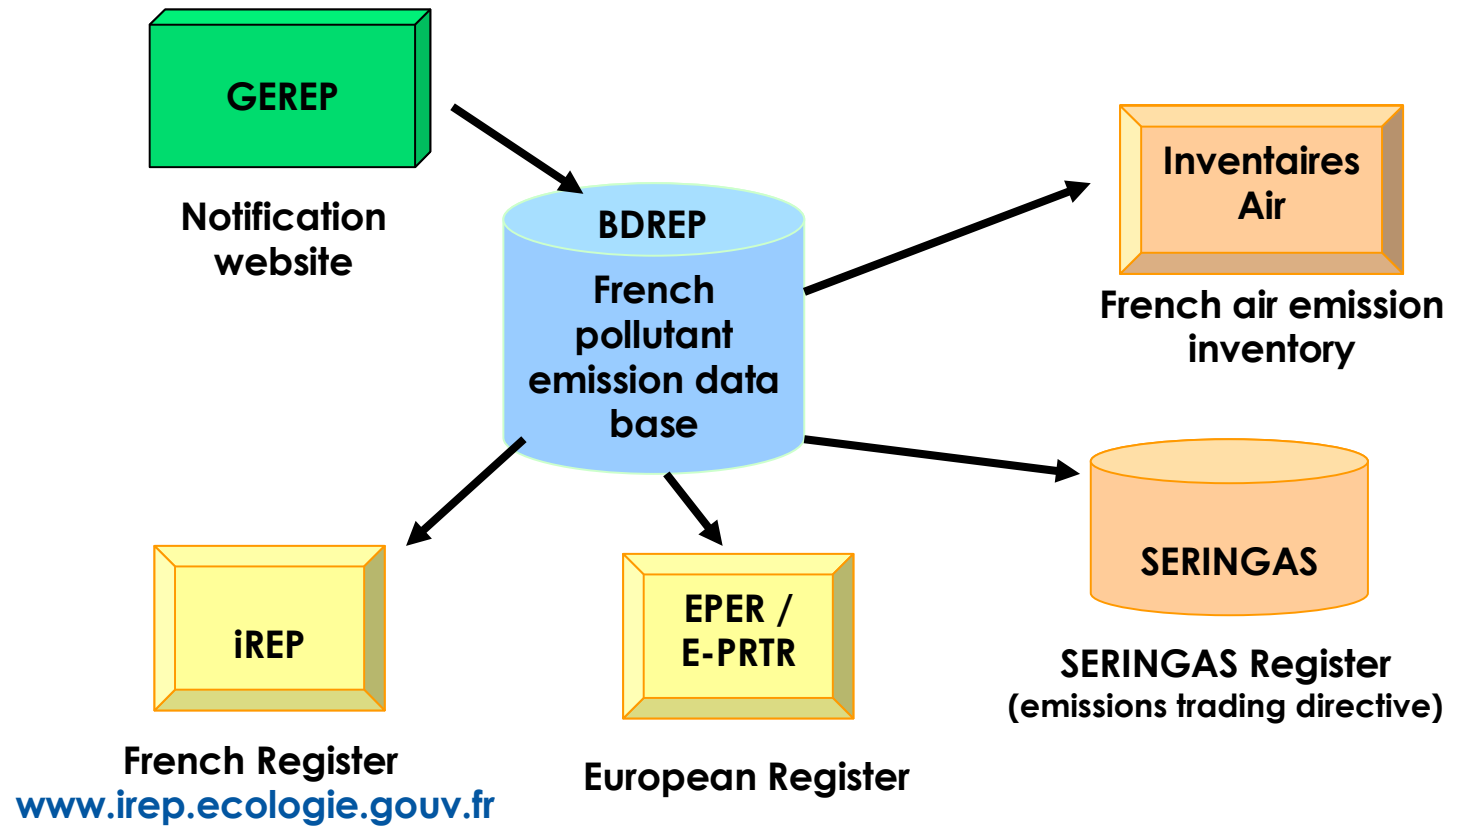 GEREP
Notification
website
BDREP
French
pollutant
emission data
base
Inventaires
Air
French air emission
inventory
SERINGAS
SERINGAS Register
(emissions trading directive)
iREP
French Register
www.irep.ecologie.gouv.fr
EPER /
E-PRTR
European Register